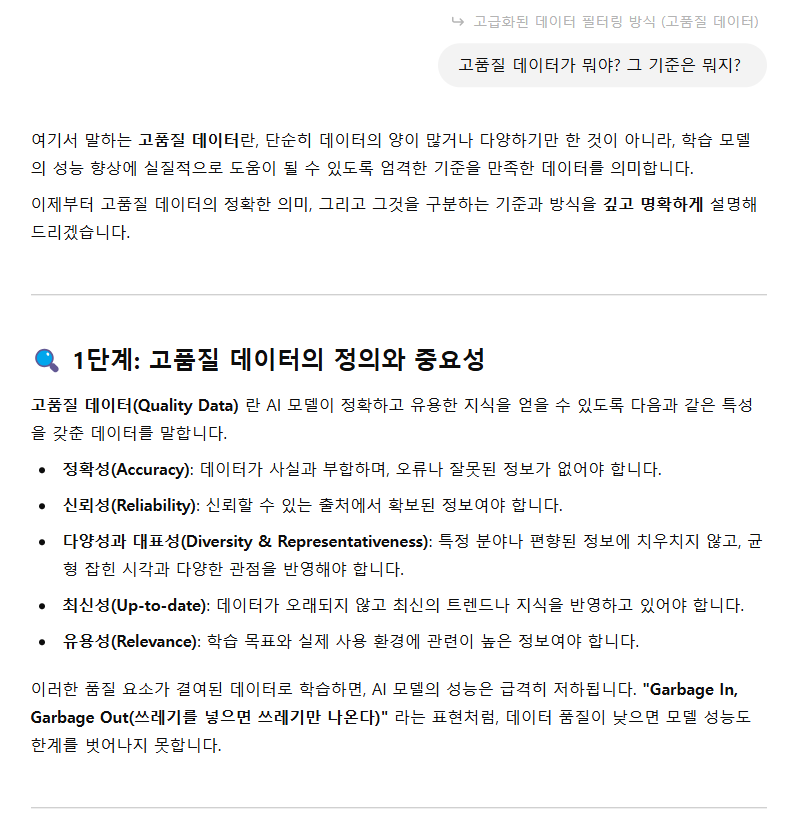 ↪ 고급화된 데이터 필터링 방식 (고품질 데이터)
고품질 데이터가 뭐야? 그 기준은 뭐지?
여기서 말하는 고품질 데이터란, 단순히 데이터의 양이 많거나 다양하기만 한 것이 아니라, 학습 모델
의 성능 향상에 실질적으로 도움이 될 수 있도록 엄격한 기준을 만족한 데이터를 의미합니다.
이제부터 고품질 데이터의 정확한 의미, 그리고 그것을 구분하는 기준과 방식을 깊고 명확하게 설명해
드리겠습니다.
🔍 1단계: 고품질 데이터의 정의와 중요성
고품질 데이터(Quality Data) 란 AI 모델이 정확하고 유용한 지식을 얻을 수 있도록 다음과 같은 특성
을 갖춘 데이터를 말합니다.
• 정확성(Accuracy): 데이터가 사실과 부합하며, 오류나 잘못된 정보가 없어야 합니다.
• 신뢰성(Reliability): 신뢰할 수 있는 출처에서 확보된 정보여야 합니다.
• 다양성과 대표성(Diversity & Representativeness): 특정 분야나 편향된 정보에 치우치지 않고, 균
형 잡힌 시각과 다양한 관점을 반영해야 합니다.
• 최신성(Up-to-date): 데이터가 오래되지 않고 최신의 트렌드나 지식을 반영하고 있어야 합니다.
• 유용성(Relevance): 학습 목표와 실제 사용 환경에 관련이 높은 정보여야 합니다.
이러한 품질 요소가 결여된 데이터로 학습하면, AI 모델의 성능은 급격히 저하됩니다. "Garbage In,
Garbage Out(쓰레기를 넣으면 쓰레기만 나온다)" 라는 표현처럼, 데이터 품질이 낮으면 모델 성능도
한계를 벗어나지 못합니다.